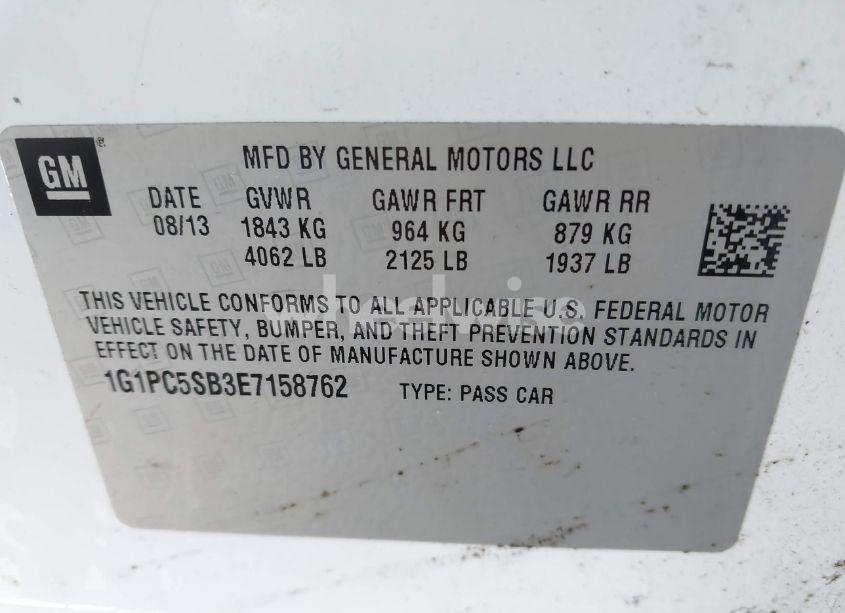 GM
MFD BY GENERAL MOTORS LLC
DATE GVWR GAWR FRT GAWR RR
08/13 1843 KG 964 KG 879 KG
4062 LB 2125 LB 1937 LB
THIS VEHICLE CONFORMS TO ALL APPLICABLE U.S. FEDERAL MOTOR
VEHICLE SAFETY, BUMPER, AND THEFT PREVENTION STANDARDS IN
EFFECT ON THE DATE OF MANUFACTURE SHOWN ABOVE.
1G1PC5SB3E7158762 TYPE: PASS CAR